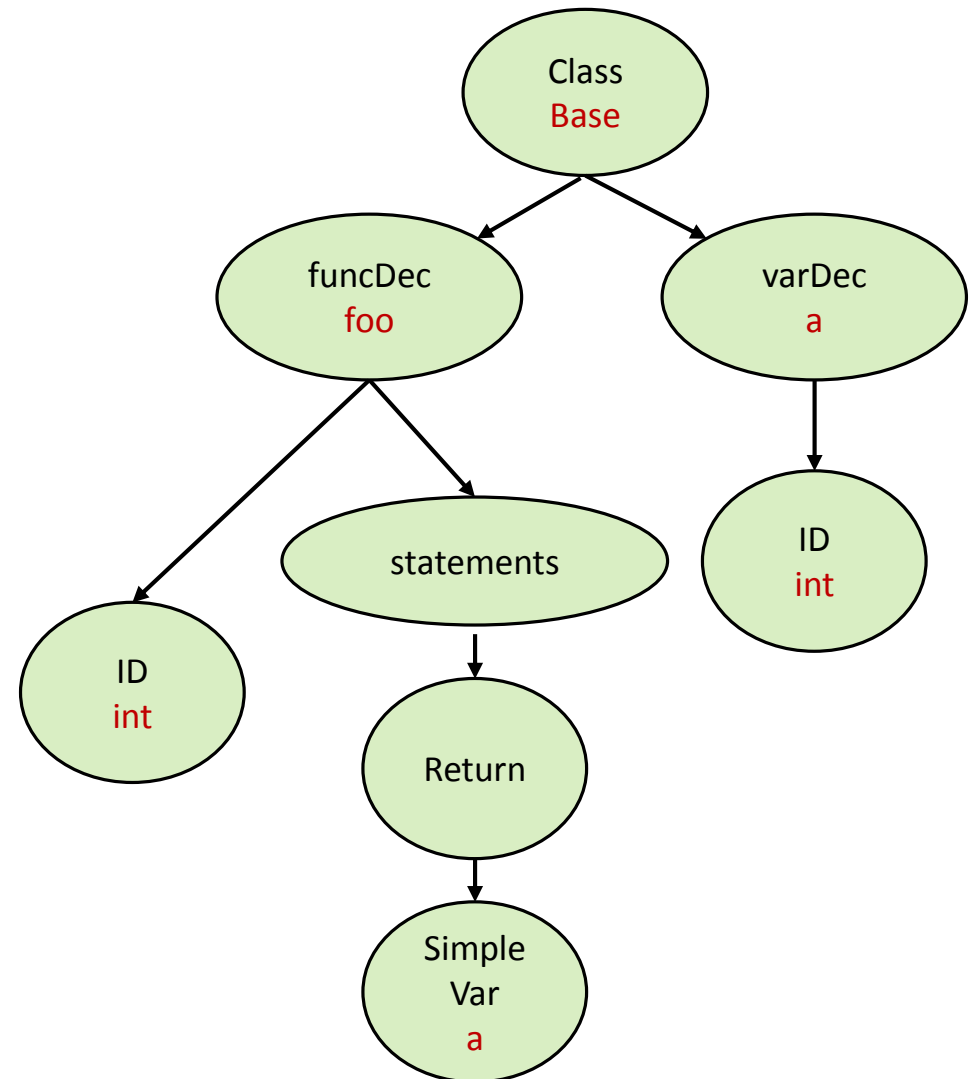 Class
Base
funcDec
foo
varDec
a
statements
ID
int
ID
int
Return
Simple
Var
a